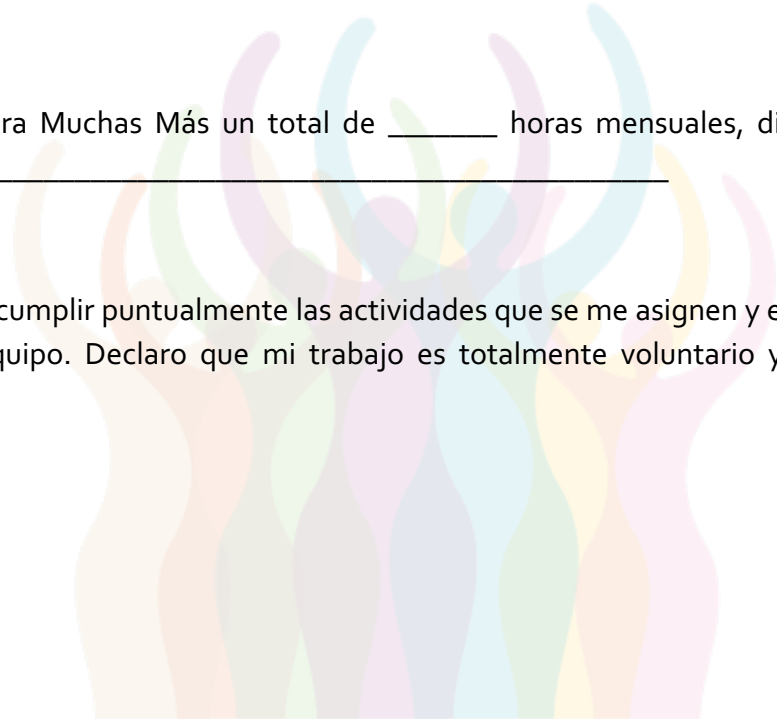 ra Muchas Más un total de _______ horas mensuales, di
___________________________________________
cumplir puntualmente las actividades que se me asignen y e
quipo. Declaro que mi trabajo es totalmente voluntario y